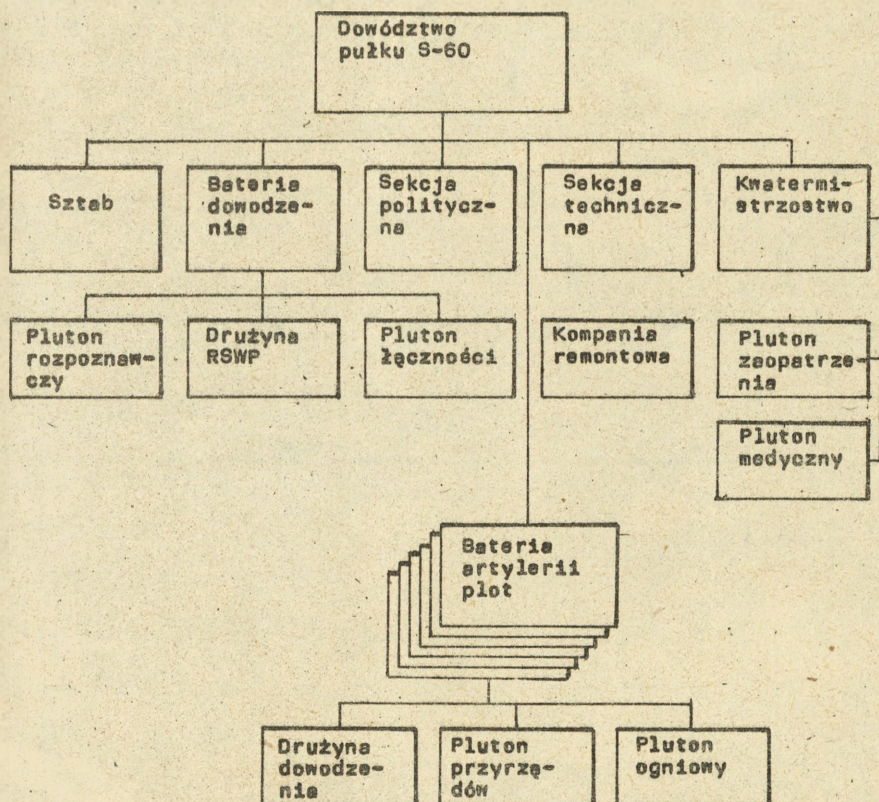 Dowództwo
pułku S-60
Sztab
Bateria
dowodze-
nia
Sekcja
politycz-
na
Sekcja
technicz-
na
Kwatermi-
strzostwo
Pluton
rozpoznaw-
czy
Drużyna
RSWP
Pluton
łączności
Kompania
remontowa
Pluton
zaopatrze-
nia
Pluton
medyczny
Bateria
artylerii
plot
Drużyna
dowodze-
nia
Pluton
przyrzą-
dów
Pluton
ogniowy